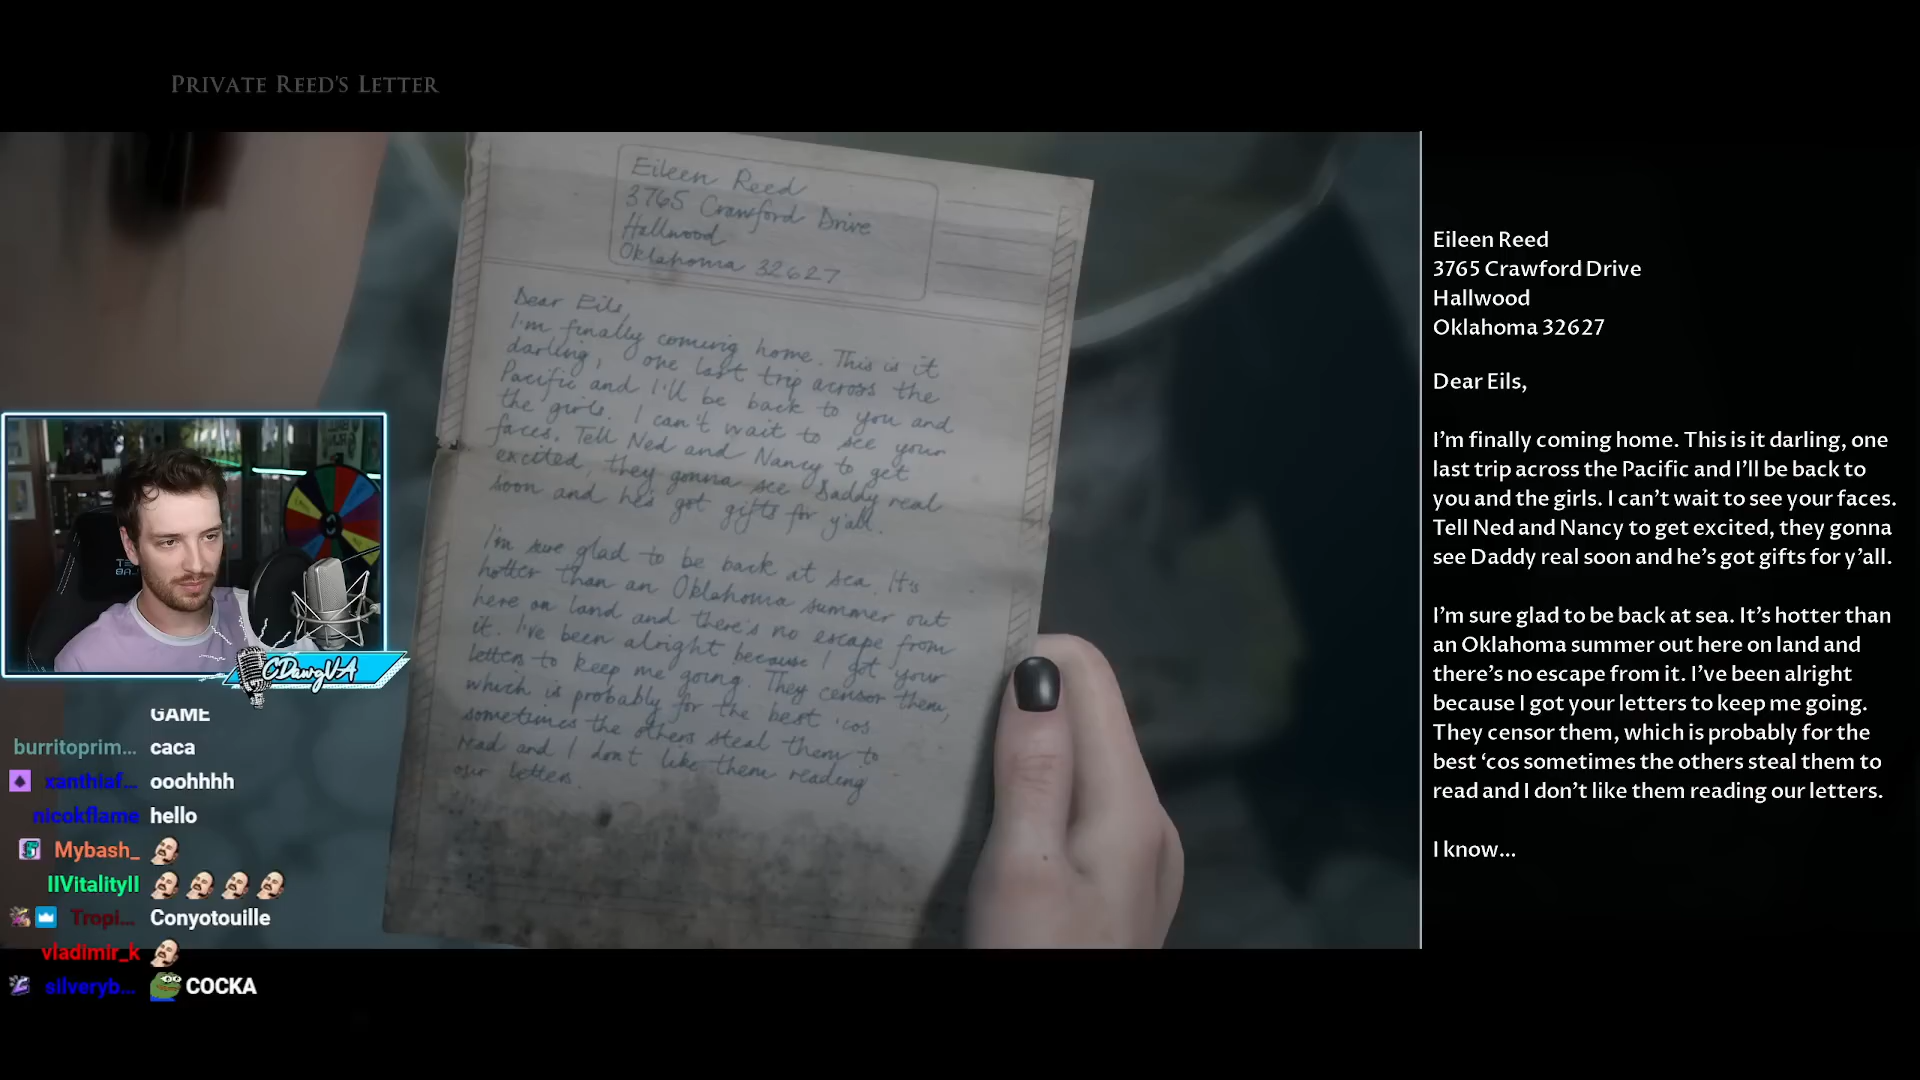 PRIVATE REED'S LETTER
Eileen Reed
3765 Crawford Drive
Hallwood
Oklahoma 32627
Dear Eils,
I'm finally coming home. This is it
darling, one last trip across the
Pacific and I'll be back to you and
the girls. I can't wait to see your
faces. Tell Ned and Nancy to get
excited, they gonna see Daddy real
soon and he's got gifts for y'all.
I'm sure glad to be back at sea. It's
hotter than an Oklahoma summer out
here on land and there's no escape from
it. I've been alright because I got your
letters to keep me going. They censor them,
which is probably for the best 'cos
sometimes the others steal them to
read and I don't like them reading
our letters.
Eileen Reed
3765 Crawford Drive
Hallwood
Oklahoma 32627
Dear Eils,
I'm finally coming home. This is it darling, one
last trip across the Pacific and I'll be back to
you and the girls. I can't wait to see your faces.
Tell Ned and Nancy to get excited, they gonna
see Daddy real soon and he's got gifts for y'all.
I'm sure glad to be back at sea. It's hotter than
an Oklahoma summer out here on land and
there's no escape from it. I've been alright
because I got your letters to keep me going.
They censor them, which is probably for the
best ‘cos sometimes the others steal them to
read and I don't like them reading our letters.
I know...
CDawgVA
GAME
burritoprim... caca
xanthiaf... ooohhhh
nicokflame hello
Mybash_
IIVitalityII
Tropi... Conyotouille
vladimir_k
silveryb... COCKA